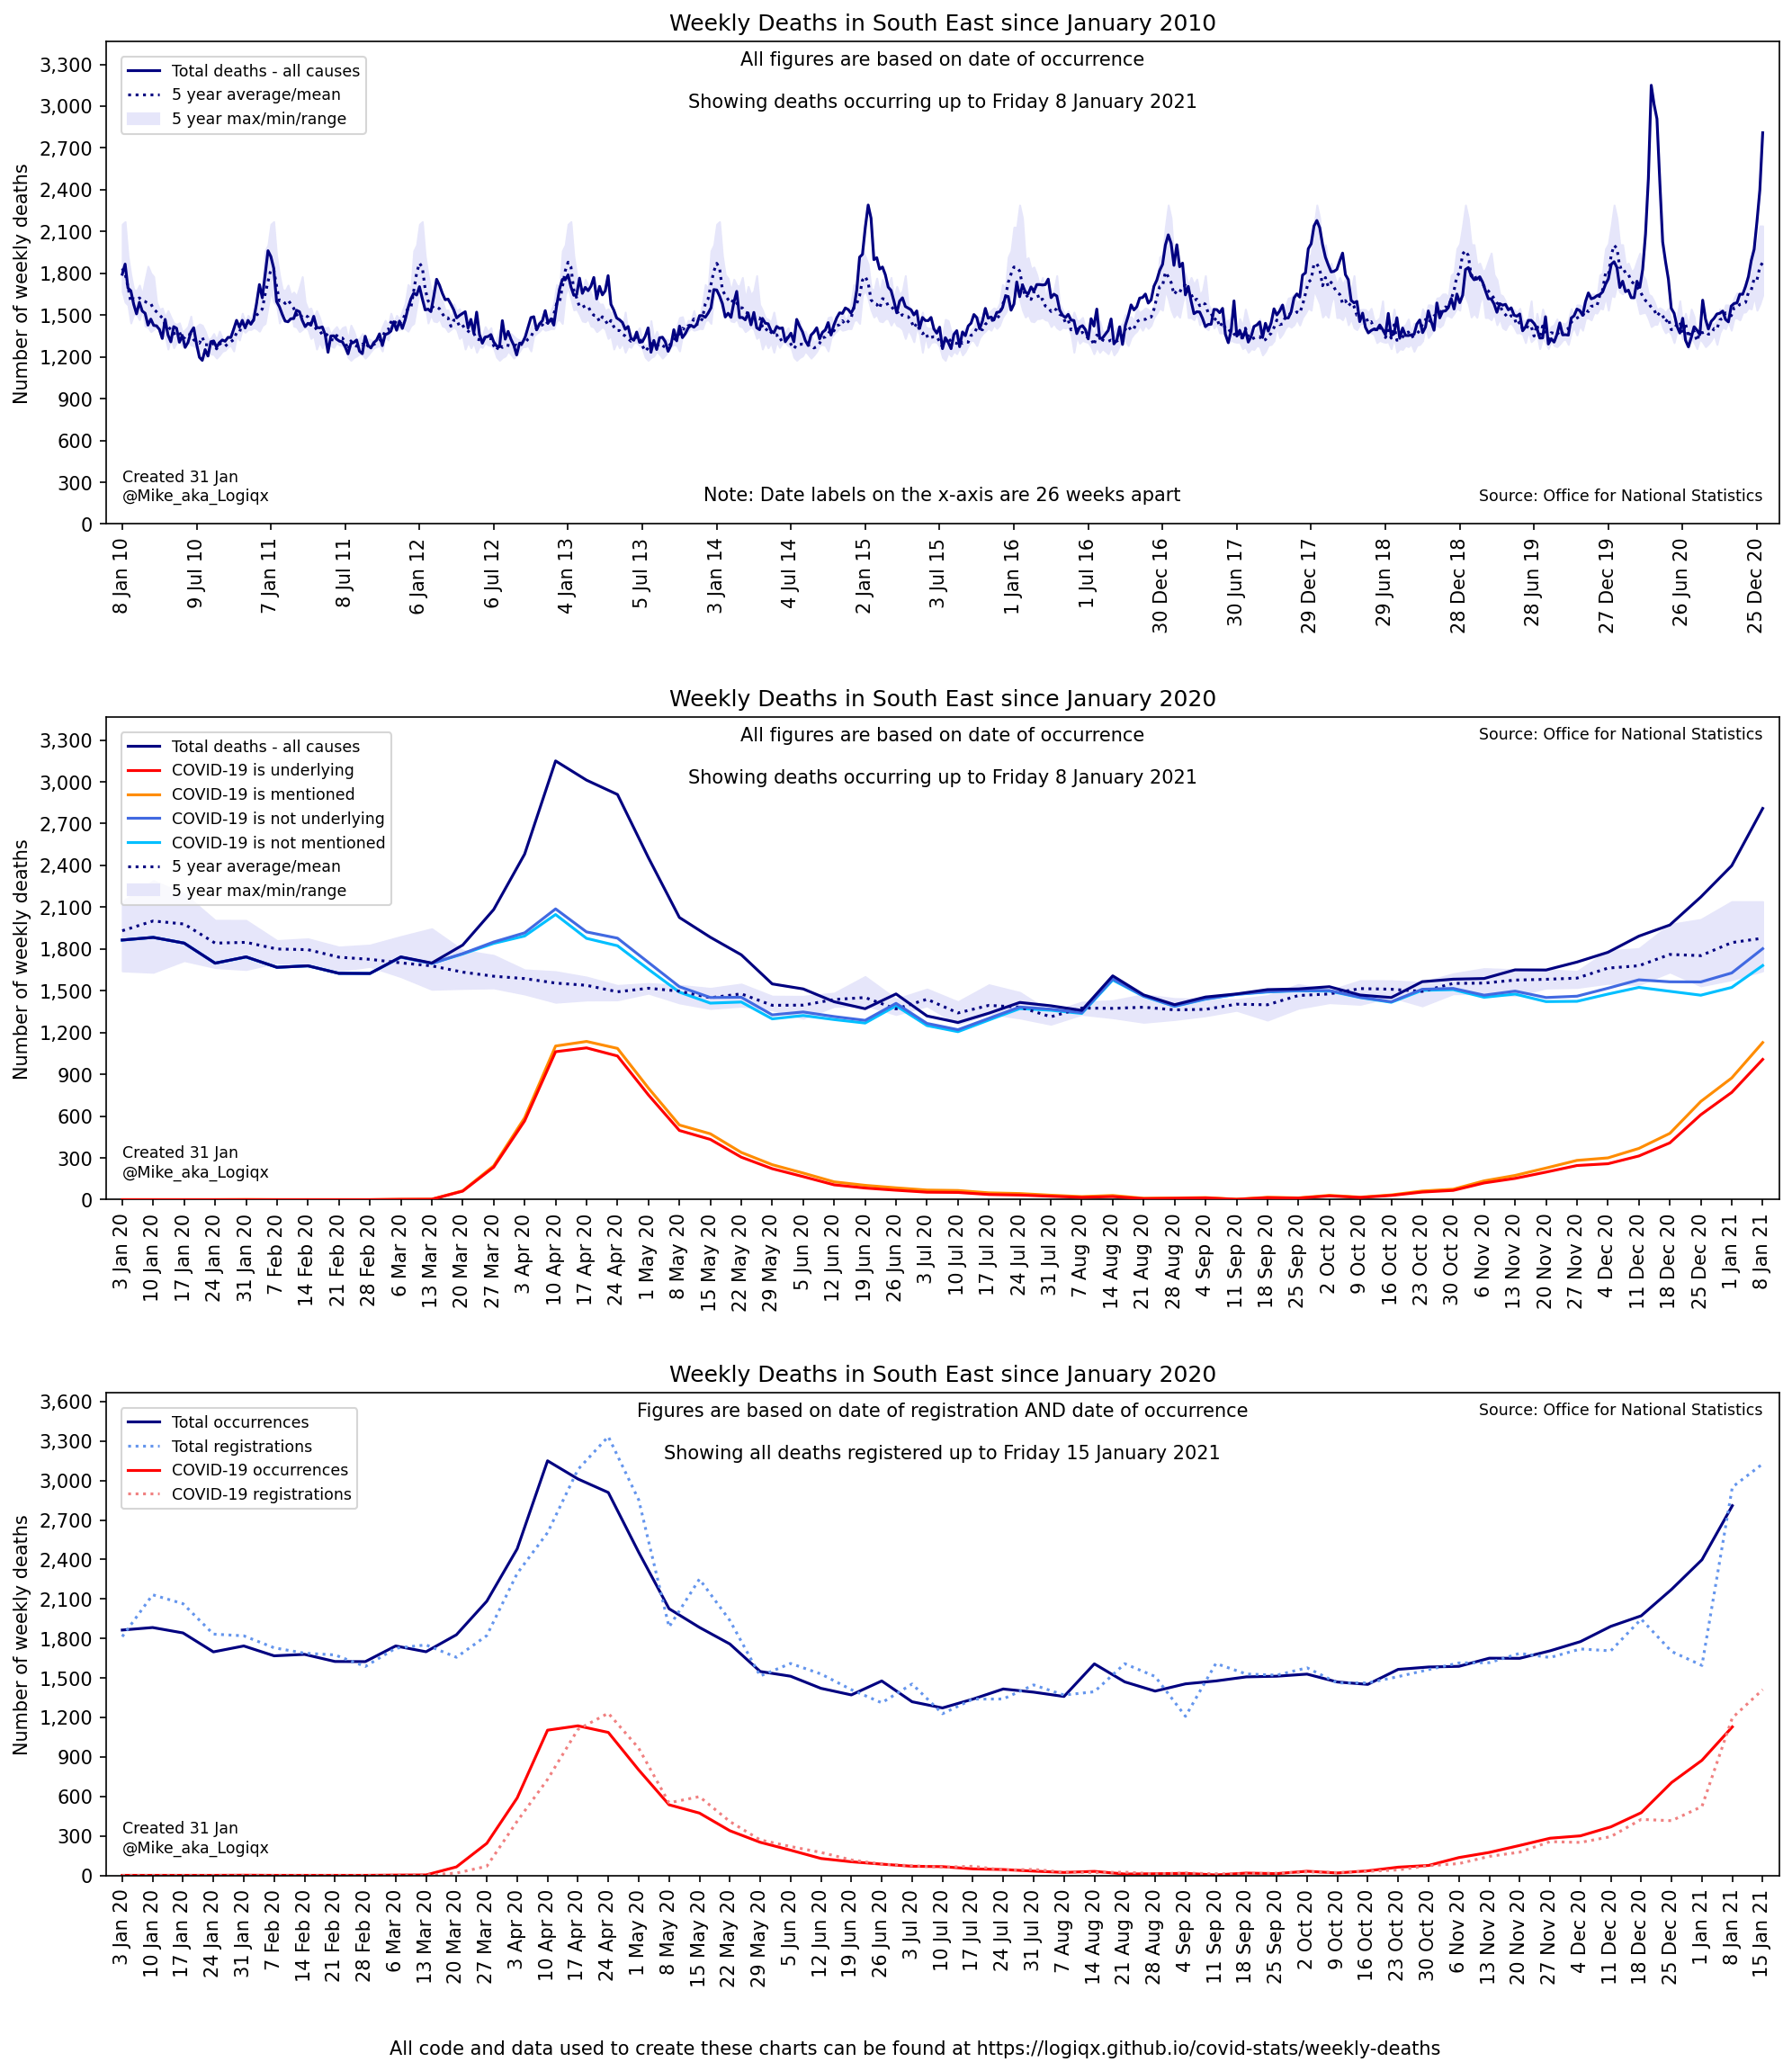 Weekly Deaths in South East since January 2010
All figures are based on date of occurrence
Showing deaths occurring up to Friday 8 January 2021
Total deaths - all causes
5 year average/mean
5 year max/min/range
Number of weekly deaths
3,300
3,000
2,700
2,400
2,100
1,800
1,500
1,200
900
600
300
0
Created 31 Jan
@Mike_aka_Logiqx
Note: Date labels on the x-axis are 26 weeks apart
Source: Office for National Statistics
8 Jan 10
9 Jul 10
7 Jan 11
8 Jul 11
6 Jan 12
6 Jul 12
4 Jan 13
5 Jul 13
3 Jan 14
4 Jul 14
2 Jan 15
3 Jul 15
1 Jan 16
1 Jul 16
30 Dec 16
30 Jun 17
29 Dec 17
29 Jun 18
28 Dec 18
28 Jun 19
27 Dec 19
26 Jun 20
25 Dec 20
Weekly Deaths in South East since January 2020
All figures are based on date of occurrence
Source: Office for National Statistics
Showing deaths occurring up to Friday 8 January 2021
Total deaths - all causes
COVID-19 is underlying
COVID-19 is mentioned
COVID-19 is not underlying
COVID-19 is not mentioned
5 year average/mean
5 year max/min/range
Number of weekly deaths
3,300
3,000
2,700
2,400
2,100
1,800
1,500
1,200
900
600
300
0
Created 31 Jan
@Mike_aka_Logiqx
3 Jan 20
10 Jan 20
17 Jan 20
24 Jan 20
31 Jan 20
7 Feb 20
14 Feb 20
21 Feb 20
28 Feb 20
6 Mar 20
13 Mar 20
20 Mar 20
27 Mar 20
3 Apr 20
10 Apr 20
17 Apr 20
24 Apr 20
1 May 20
8 May 20
15 May 20
22 May 20
29 May 20
5 Jun 20
12 Jun 20
19 Jun 20
26 Jun 20
3 Jul 20
10 Jul 20
17 Jul 20
24 Jul 20
31 Jul 20
7 Aug 20
14 Aug 20
21 Aug 20
28 Aug 20
4 Sep 20
11 Sep 20
18 Sep 20
25 Sep 20
2 Oct 20
9 Oct 20
16 Oct 20
23 Oct 20
30 Oct 20
6 Nov 20
13 Nov 20
20 Nov 20
27 Nov 20
4 Dec 20
11 Dec 20
18 Dec 20
25 Dec 20
1 Jan 21
8 Jan 21
Weekly Deaths in South East since January 2020
Figures are based on date of registration AND date of occurrence
Source: Office for National Statistics
Showing all deaths registered up to Friday 15 January 2021
Total occurrences
Total registrations
COVID-19 occurrences
COVID-19 registrations
Number of weekly deaths
3,600
3,300
3,000
2,700
2,400
2,100
1,800
1,500
1,200
900
600
300
0
Created 31 Jan
@Mike_aka_Logiqx
3 Jan 20
10 Jan 20
17 Jan 20
24 Jan 20
31 Jan 20
7 Feb 20
14 Feb 20
21 Feb 20
28 Feb 20
6 Mar 20
13 Mar 20
20 Mar 20
27 Mar 20
3 Apr 20
10 Apr 20
17 Apr 20
24 Apr 20
1 May 20
8 May 20
15 May 20
22 May 20
29 May 20
5 Jun 20
12 Jun 20
19 Jun 20
26 Jun 20
3 Jul 20
10 Jul 20
17 Jul 20
24 Jul 20
31 Jul 20
7 Aug 20
14 Aug 20
21 Aug 20
28 Aug 20
4 Sep 20
11 Sep 20
18 Sep 20
25 Sep 20
2 Oct 20
9 Oct 20
16 Oct 20
23 Oct 20
30 Oct 20
6 Nov 20
13 Nov 20
20 Nov 20
27 Nov 20
4 Dec 20
11 Dec 20
18 Dec 20
25 Dec 20
1 Jan 21
8 Jan 21
15 Jan 21
All code and data used to create these charts can be found at https://logiqx.github.io/covid-stats/weekly-deaths